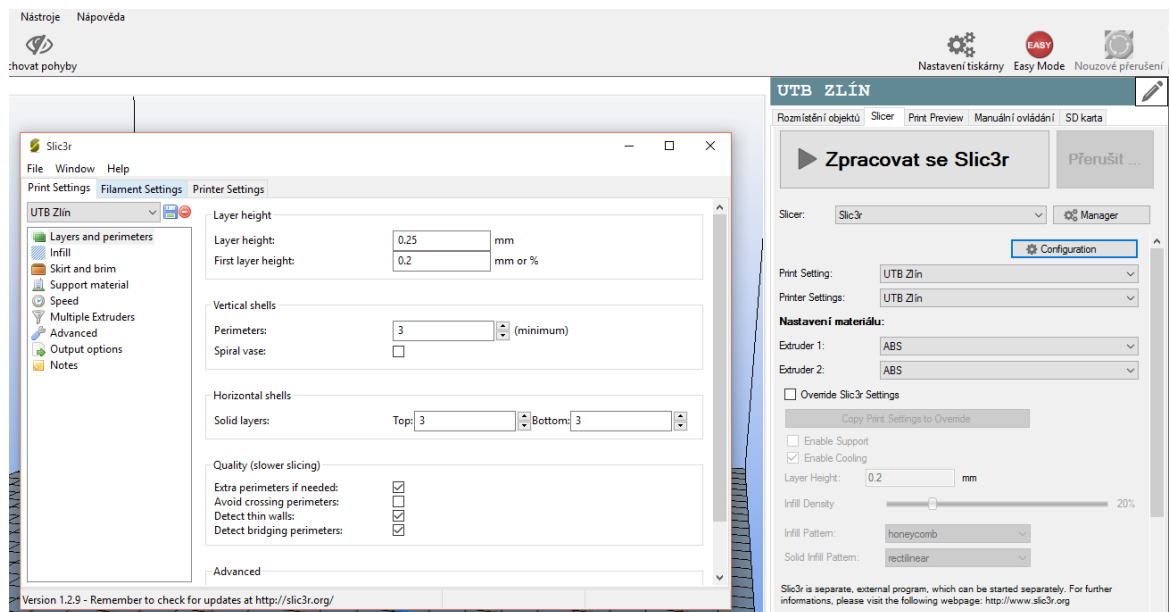 Nástroje Nápověda
chovat pohyby
Nastavení tiskárny Easy Mode Nouzové přerušení
EASY
UTB ZLÍN
Rozmístění objektů Slicer Print Preview Manuální ovládání SD karta
Zpracovat se Slic3r Přerušit ...
Slicer: Slic3r Manager
Configuration
Print Setting: UTB Zlín
Printer Settings: UTB Zlín
Nastavení materiálu:
Extruder 1: ABS
Extruder 2: ABS
Override Slic3r Settings
Copy Print Settings to Override
Enable Support
Enable Cooling
Layer Height: 0.2 mm
Infill Density 20%
Infill Pattern: honeycomb
Solid Infill Pattern: rectilinear
Slic3r is separate, external program, which can be started separately. For further
informations, please visit the following webpage: http://www.slic3r.org
Slic3r
File Window Help
Print Settings Filament Settings Printer Settings
UTB Zlín
Layers and perimeters
Infill
Skirt and brim
Support material
Speed
Multiple Extruders
Advanced
Output options
Notes
Layer height
Layer height: 0.25 mm
First layer height: 0.2 mm or %
Vertical shells
Perimeters: 3 (minimum)
Spiral vase:
Horizontal shells
Solid layers: Top: 3 Bottom: 3
Quality (slower slicing)
Extra perimeters if needed:
Avoid crossing perimeters:
Detect thin walls:
Detect bridging perimeters:
Advanced
Version 1.2.9 - Remember to check for updates at http://slic3r.org/